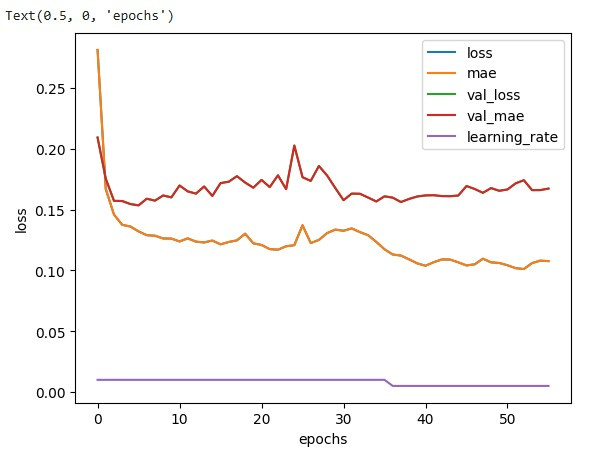 Text(0.5, 0, 'epochs')
loss
mae
val_loss
val_mae
learning_rate
0.25
0.20
0.15
0.10
0.05
0.00
loss
0
10
20
30
40
50
epochs